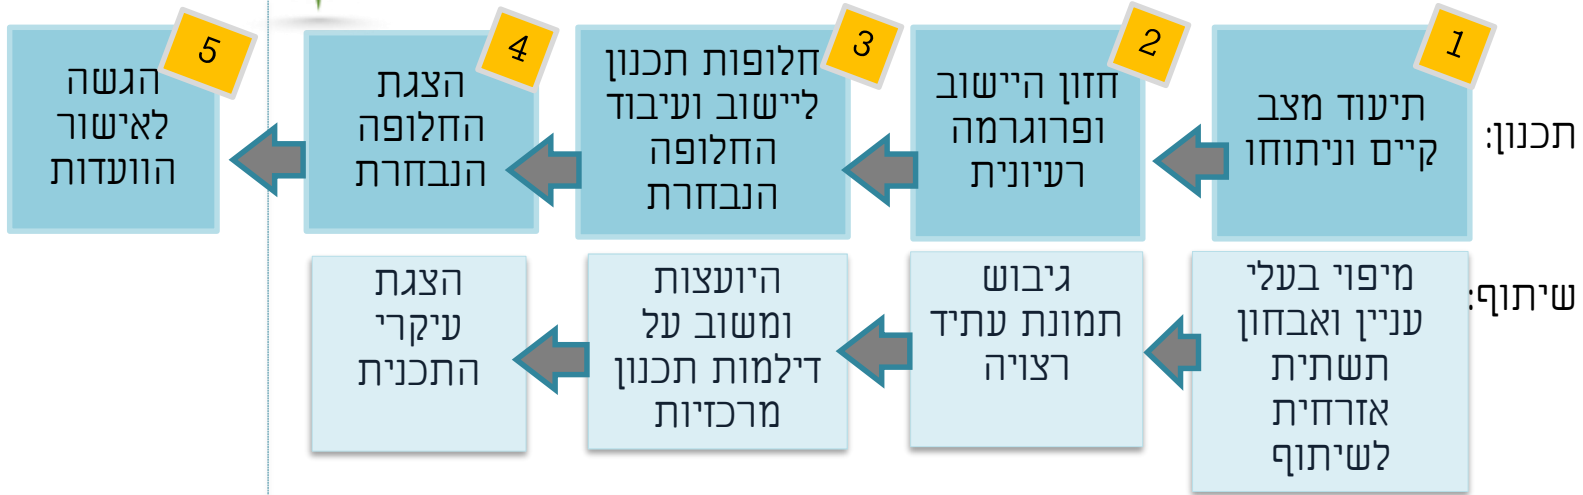 תכנון:
1
תיעוד מצב
קיים וניתוחו
2
חזון היישוב
ופרוגרמה
רעיונית
3
חלופות תכנון
ליישוב ועיבוד
החלופה
הנבחרת
4
הצגת
החלופה
הנבחרת
5
הגשה
לאישור
הוועדות
שיתוף:
מיפוי בעלי
עניין ואבחון
תשתית
אזרחית
לשיתוף
גיבוש
תמונת עתיד
רצויה
היועצות
ומשוב על
דילמות תכנון
מרכזיות
הצגת
עיקרי
התכנית